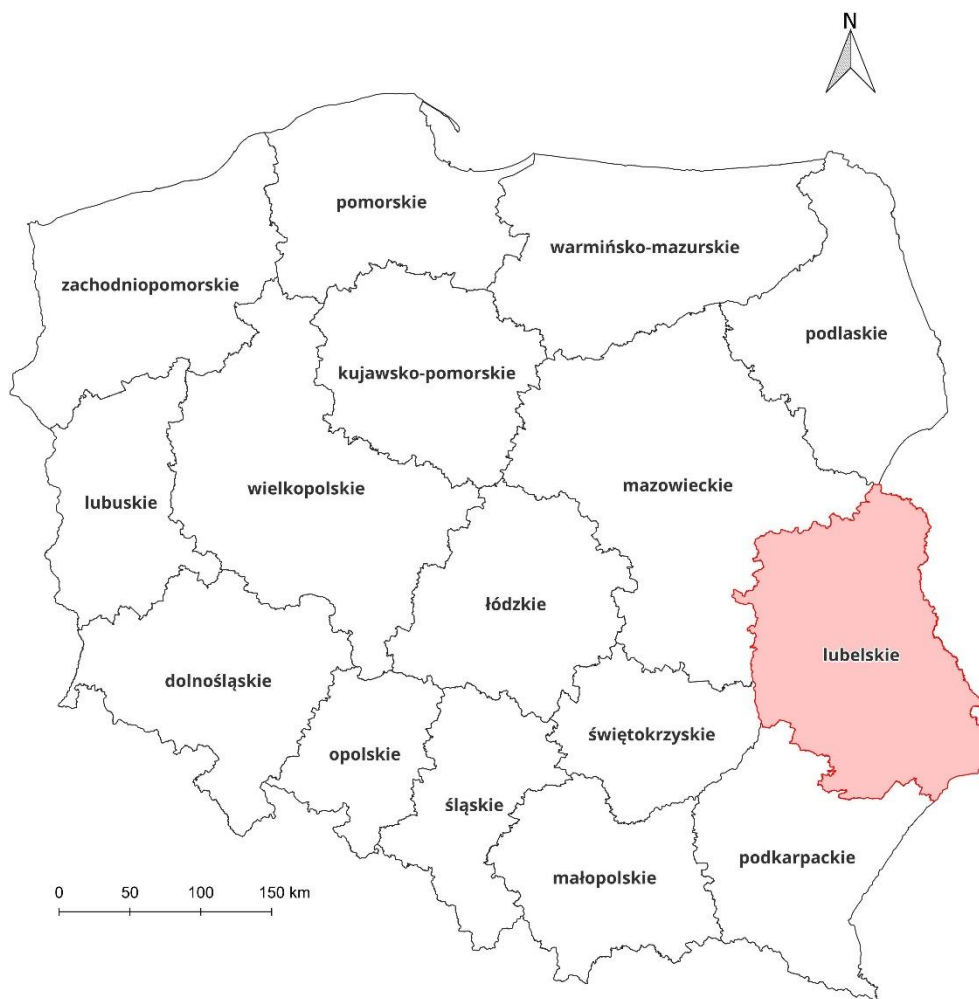 N
pomorskie
warmińsko-mazurskie
zachodniopomorskie
podlaskie
kujawsko-pomorskie
mazowieckie
wielkopolskie
lubuskie
łódzkie
lubelskie
dolnośląskie
świętokrzyskie
opolskie
śląskie
podkarpackie
małopolskie
0 50 100 150 km